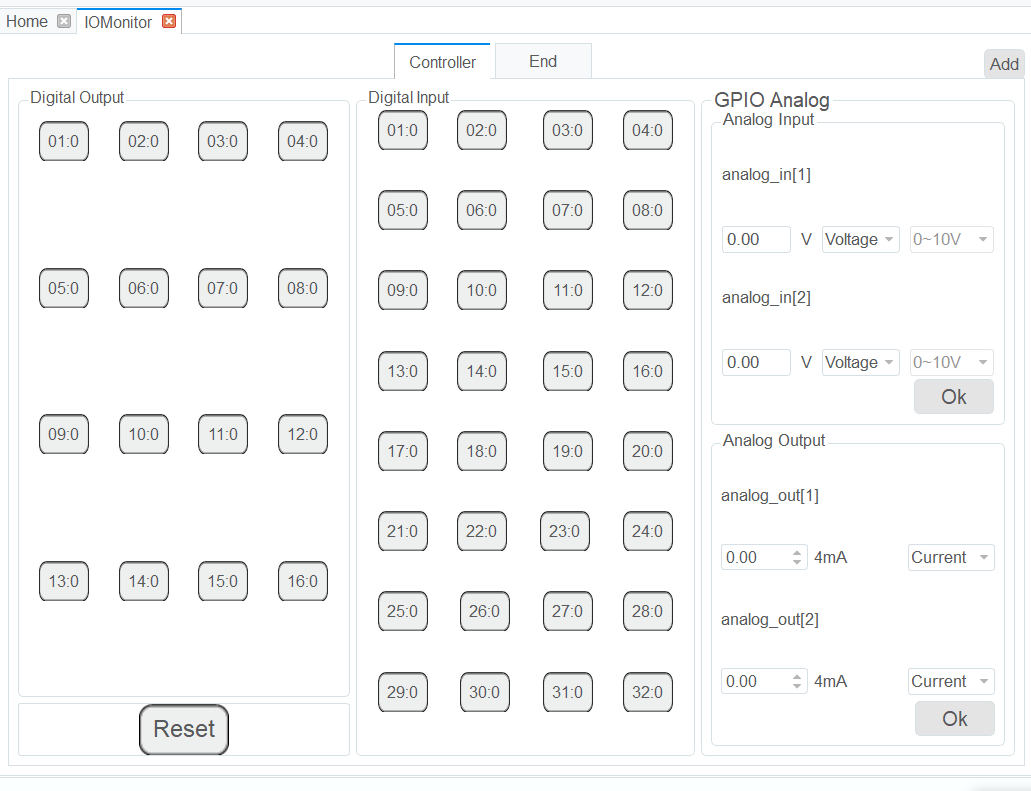 Home IOMonitor
Controller End Add
Digital Output
01:0 02:0 03:0 04:0
05:0 06:0 07:0 08:0
09:0 10:0 11:0 12:0
13:0 14:0 15:0 16:0
Reset
Digital Input
01:0 02:0 03:0 04:0
05:0 06:0 07:0 08:0
09:0 10:0 11:0 12:0
13:0 14:0 15:0 16:0
17:0 18:0 19:0 20:0
21:0 22:0 23:0 24:0
25:0 26:0 27:0 28:0
29:0 30:0 31:0 32:0
GPIO Analog
Analog Input
analog_in[1]
0.00 V Voltage 0~10V
analog_in[2]
0.00 V Voltage 0~10V
Ok
Analog Output
analog_out[1]
0.00 4mA Current
analog_out[2]
0.00 4mA Current
Ok